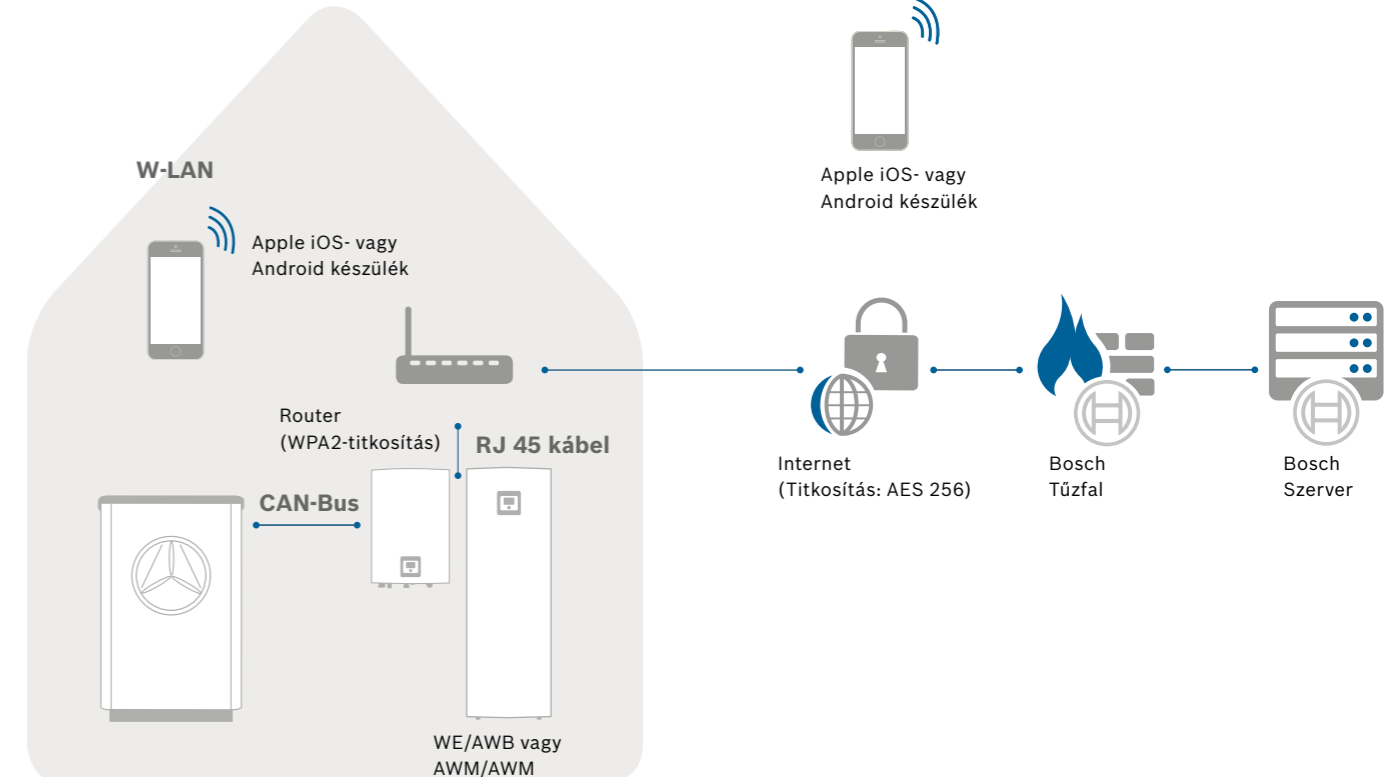 Apple iOS- vagy
Android készülék
W-LAN
Apple iOS- vagy
Android készülék
Router
(WPA2-titkosítás)
RJ 45 kábel
CAN-Bus
WE/AWB vagy
AWM/AWM
Internet
(Titkosítás: AES 256)
Bosch
Tűzfal
Bosch
Szerver